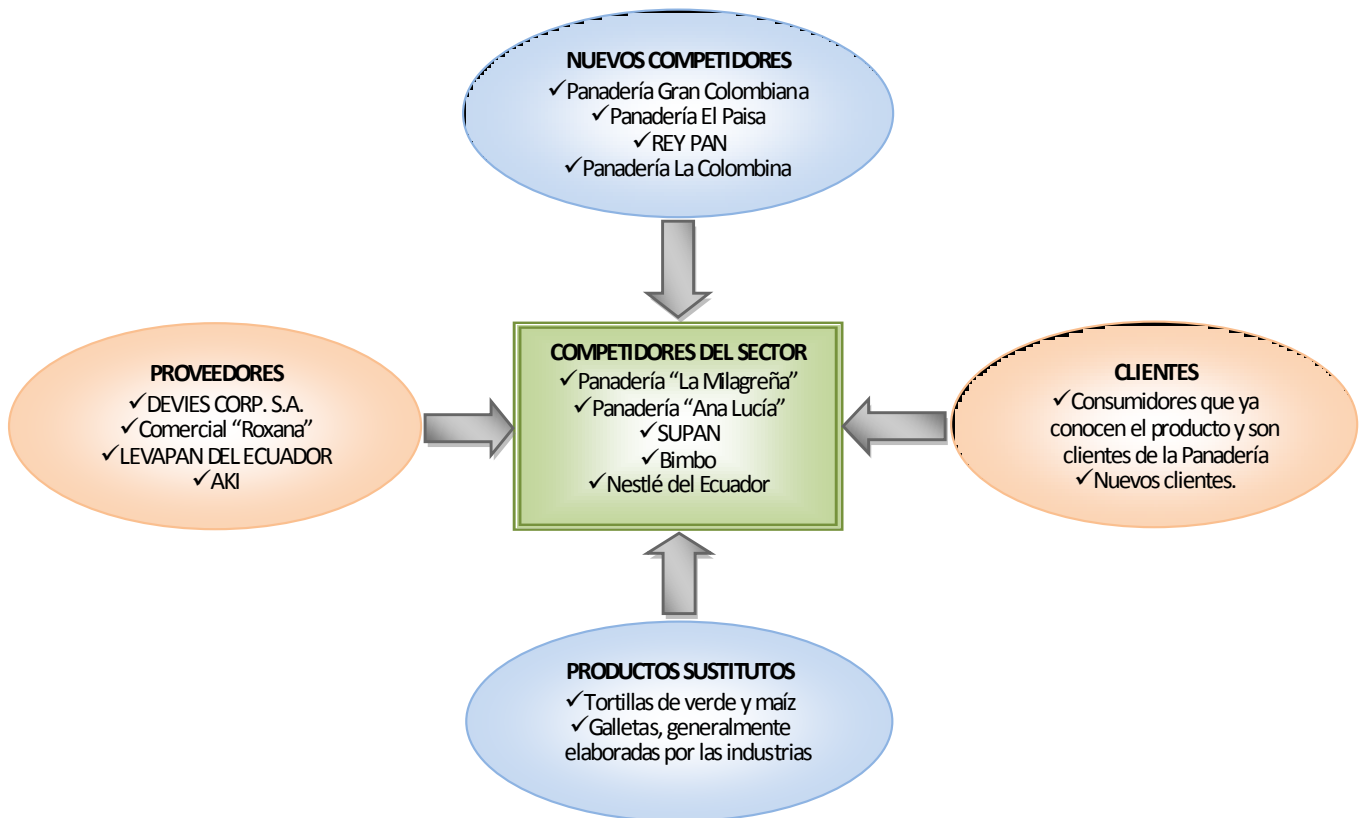 NUEVOS COMPETIDORES
✓Panadería Gran Colombiana
✓Panadería El Paisa
✓REY PAN
✓Panadería La Colombina
PROVEEDORES
✓DEVIES CORP. S.A.
✓Comercial “Roxana”
✓LEVAPAN DEL ECUADOR
✓AKI
COMPETIDORES DEL SECTOR
✓Panadería “La Milagreña”
✓Panadería “Ana Lucía”
✓SUPAN
✓Bimbo
✓Nestlé del Ecuador
CLIENTES
✓Consumidores que ya
conocen el producto y son
clientes de la Panadería
✓Nuevos clientes.
PRODUCTOS SUSTITUTOS
✓Tortillas de verde y maíz
✓Galletas, generalmente
elaboradas por las industrias